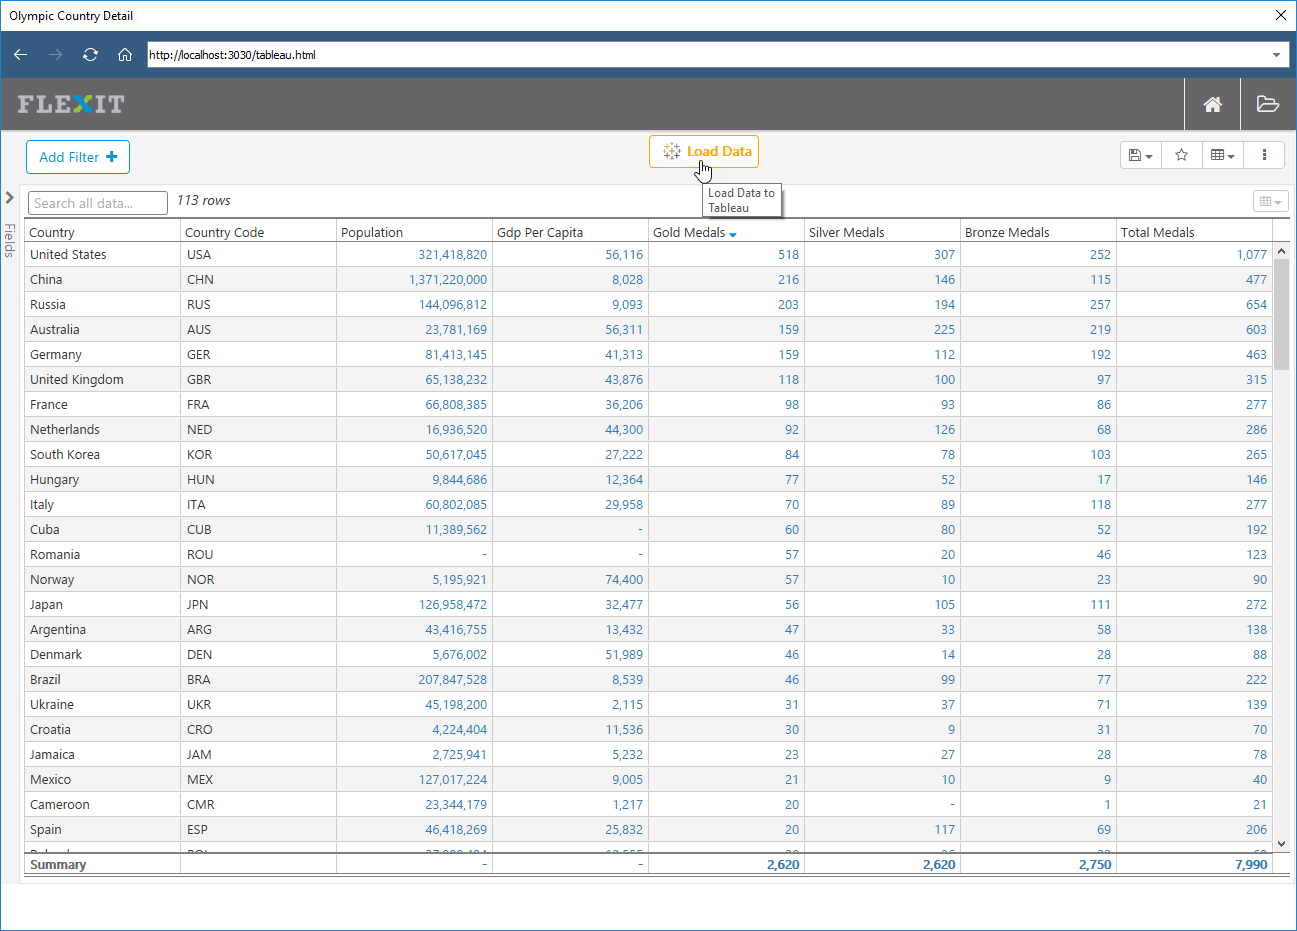 Olympic Country Detail
http://localhost:3030/tableau.html
FLEXIT
Add Filter
Load Data
Load Data to
Tableau
Search all data...
113 rows
Fields
Country Country Code Population Gdp Per Capita Gold Medals Silver Medals Bronze Medals Total Medals
United States USA 321,418,820 56,116 518 307 252 1,077
China CHN 1,371,220,000 8,028 216 146 115 477
Russia RUS 144,096,812 9,093 203 194 257 654
Australia AUS 23,781,169 56,311 159 225 219 603
Germany GER 81,413,145 41,313 159 112 192 463
United Kingdom GBR 65,138,232 43,876 118 100 97 315
France FRA 66,808,385 36,206 98 93 86 277
Netherlands NED 16,936,520 44,300 92 126 68 286
South Korea KOR 50,617,045 27,222 84 78 103 265
Hungary HUN 9,844,686 12,364 77 52 17 146
Italy ITA 60,802,085 29,958 70 89 118 277
Cuba CUB 11,389,562 - 60 80 52 192
Romania ROU - - 57 20 46 123
Norway NOR 5,195,921 74,400 57 10 23 90
Japan JPN 126,958,472 32,477 56 105 111 272
Argentina ARG 43,416,755 13,432 47 33 58 138
Denmark DEN 5,676,002 51,989 46 14 28 88
Brazil BRA 207,847,528 8,539 46 99 77 222
Ukraine UKR 45,198,200 2,115 31 37 71 139
Croatia CRO 4,224,404 11,536 30 9 31 70
Jamaica JAM 2,725,941 5,232 23 27 28 78
Mexico MEX 127,017,224 9,005 21 10 9 40
Cameroon CMR 23,344,179 1,217 20 - 1 21
Spain ESP 46,418,269 25,832 20 117 69 206
Summary - - 2,620 2,620 2,750 7,990